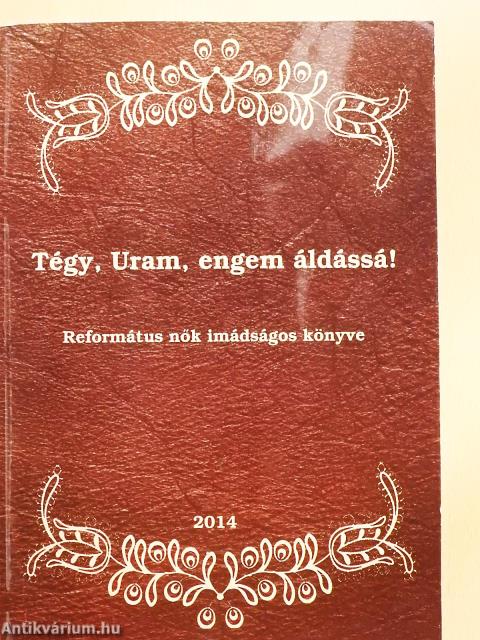 Tégy, Uram, engem áldássá!
Református nők imádságos könyve
2014
Antikvárium.hu